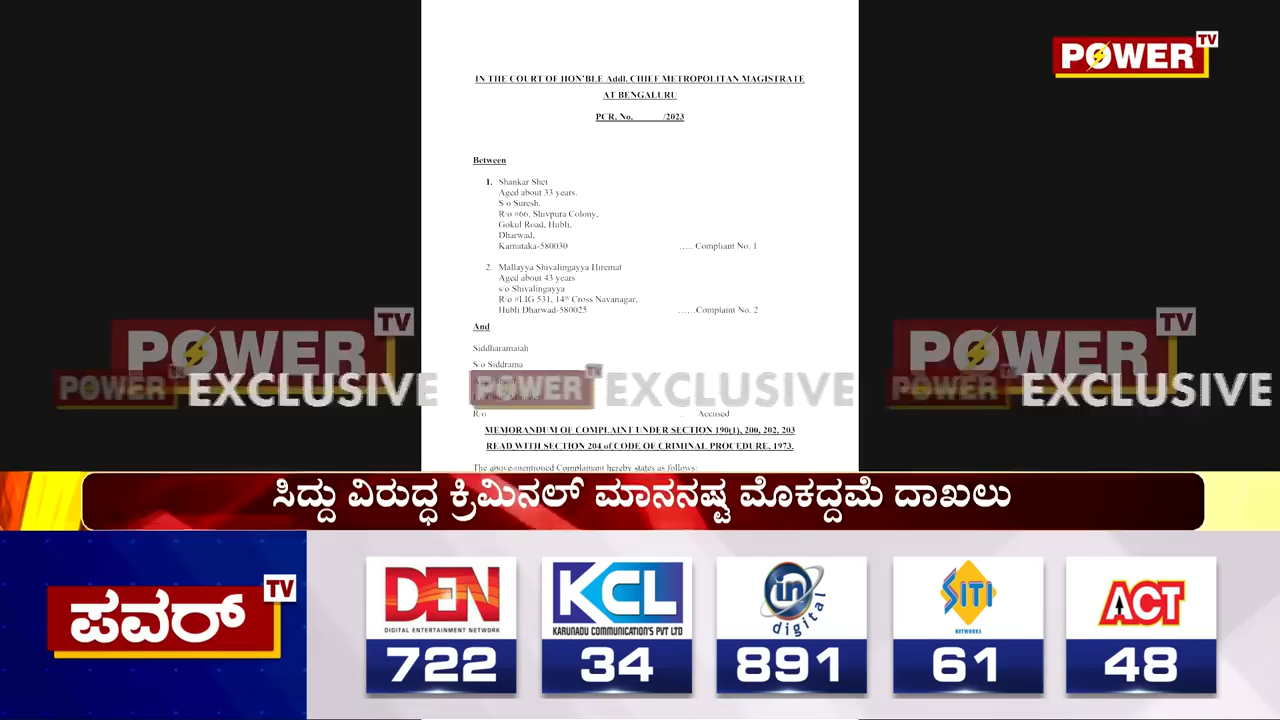 POWER TV
IN THE COURT OF HON'BLE Addl. CHIEF METROPOLITAN MAGISTRATE
AT BENGALURU
PCR. No. /2023
Between
1. Shankar Shet
Aged about 33 years.
S/o Suresh,
R/o #66, Shivpura Colony,
Gokul Road, Hubli,
Dharwad,
Karnataka-580030 ..... Compliant No. 1
2. Mallayya Shivalingayya Hiremat
Aged about 43 years
s/o Shivalingayya
R/o #LIG 531, 14th Cross Navanagar,
Hubli Dharwad-580025 ......Complaint No. 2
And
Siddharamaiah
S/o Siddrama
R/o .. Accused
POWER TV
POWER TV EXCLUSIVE
POWER TV EXCLUSIVE
POWER TV
POWER TV EXCLUSIVE
MEMORANDUM OF COMPLAINT UNDER SECTION 190(1), 200, 202, 203
READ WITH SECTION 204 of CODE OF CRIMINAL PROCEDURE, 1973.
The above-mentioned Complainant hereby states as follows:
ಸಿದ್ದು ವಿರುದ್ಧ ಕ್ರಿಮಿನಲ್ ಮಾನನಷ್ಟ ಮೊಕದ್ದಮೆ ದಾಖಲು
ಪವರ್ TV
DEN
DIGITAL ENTERTAINMENT NETWORK
722
KCL
KARUNADU COMMUNICATION'S PVT LTD
34
in digital
891
SITI
NETWORKS
61
ACT
48